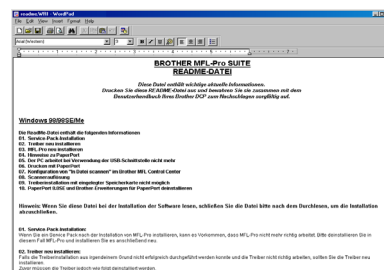 readme.WRI - WordPad
File Edit View Insert Format Help
Arial (Western)
BROTHER MFL-Pro SUITE
README-DATEI
Diese Datei enthält wichtige aktuelle Informationen.
Drucken Sie diese README-Datei aus und bewahren Sie sie zusammen mit dem
Benutzerhandbuch Ihres Brother DCP zum Nachschlagen sorgfältig auf.
Windows 98/98SE/Me
Die ReadMe-Datei enthält die folgenden Informationen
01. Service-Pack-Installation
02. Treiber neu installieren
03. MFL-Pro neu installieren
04. Hinweise zu PaperPort
05. Der PC arbeitet bei Verwendung der USB-Schnittstelle nicht mehr
06. Drucken mit PaperPort
07. Konfiguration von "In Datei scannen" im Brother MFL Control Center
08. Scannerauflösung
09. Treiberinstallation mit eingelegter Speicherkarte nicht möglich
10. PaperPort 8.0SE und Brother Erweiterungen für PaperPort deinstallieren
Hinweis: Wenn Sie diese Datei bei der Installation der Software lesen, schließen Sie die Datei bitte nach dem Durchlesen, um die Installation
abzuschließen.
01. Service-Pack-Installation:
Wenn Sie ein Service Pack nach der Installation von MFL-Pro installieren, kann es vorkommen, dass MFL-Pro nicht mehr richtig arbeitet. Bitte deinstallieren Sie in
diesem Fall MFL-Pro und installieren Sie es anschließend neu.
02. Treiber neu installieren:
Falls die Treiberinstallation aus irgendeinem Grund nicht erfolgreich durchgeführt werden konnte und die Treiber nicht richtig arbeiten, sollten Sie die Treiber neu
installieren.
Zuvor müssen die Treiber jedoch wie folgt deinstalliert werden